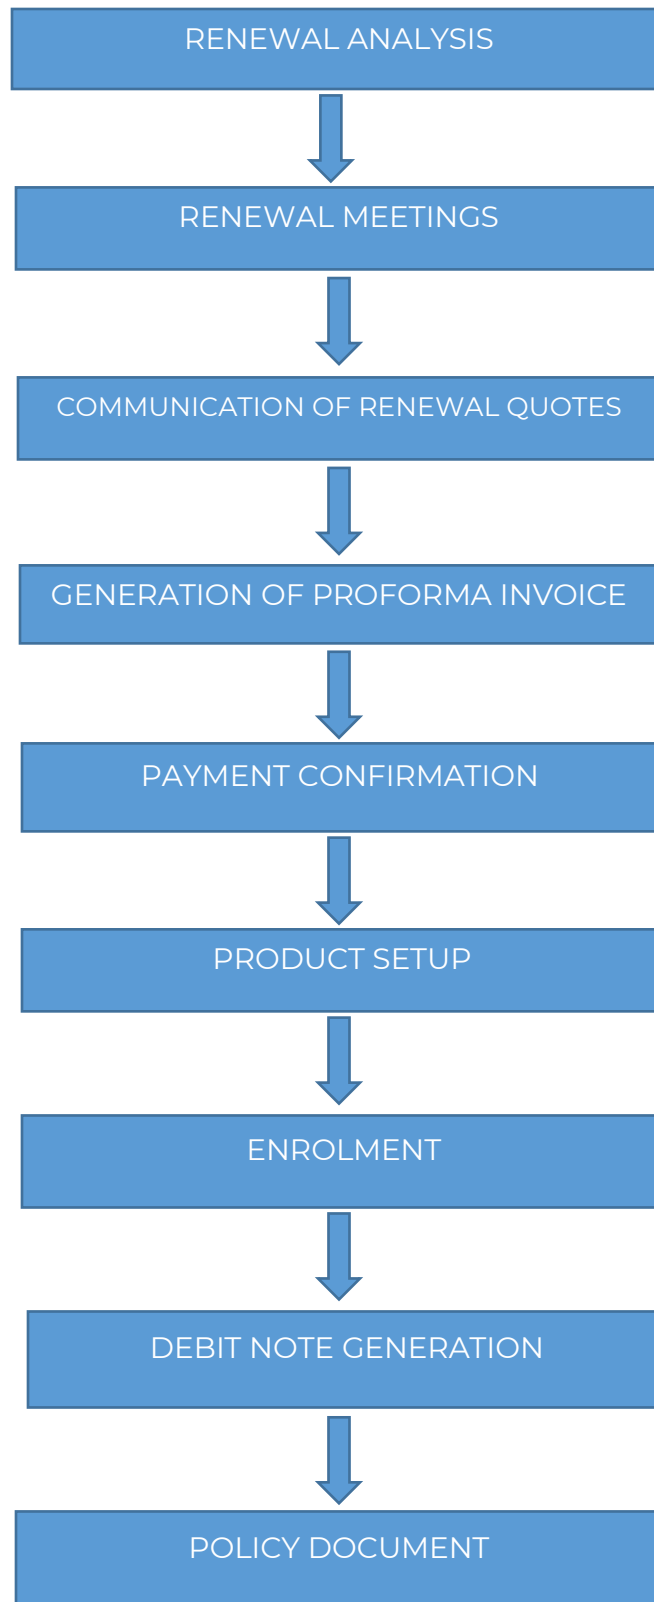 RENEWAL ANALYSIS
RENEWAL MEETINGS
COMMUNICATION OF RENEWAL QUOTES
GENERATION OF PROFORMA INVOICE
PAYMENT CONFIRMATION
PRODUCT SETUP
ENROLMENT
DEBIT NOTE GENERATION
POLICY DOCUMENT